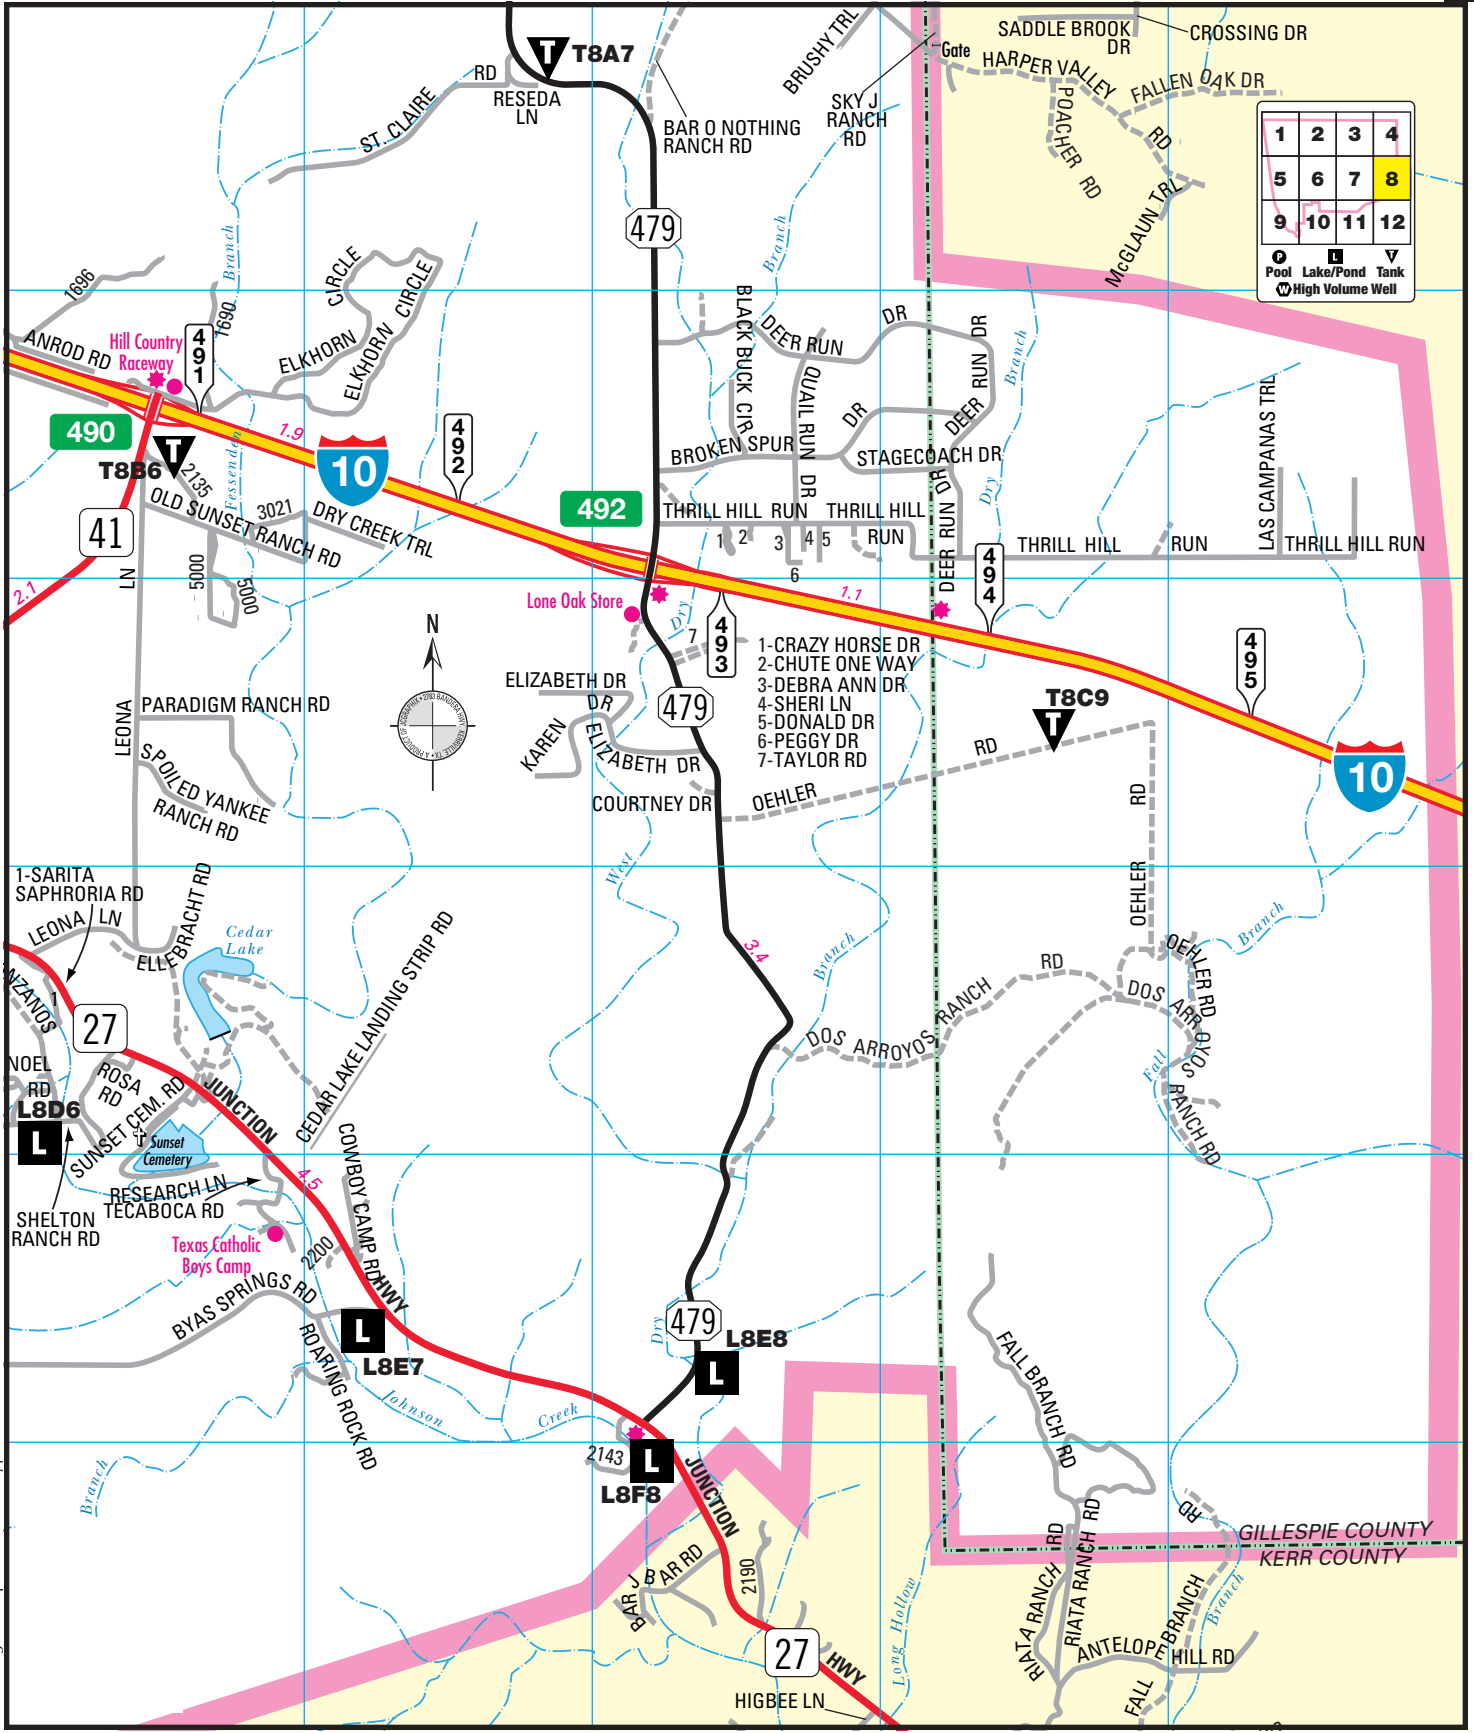 SADDLE BROOK
DR
CROSSING DR
BRUSHY TRL
Gate
HARPER VALLEY
RD
FALLEN OAK DR
T8A7
RD
ST. CLAIRE
RESEDA
LN
BAR O NOTHING
RANCH RD
SKY J
RANCH
RD
POACHER RD
McGLAUN TRL
1 2 3 4
5 6 7 8
9 10 11 12
P L T
Pool Lake/Pond Tank
W High Volume Well
479
Branch
Branch
1696
1690
CIRCLE
ELKHORN
ELKHORN CIRCLE
ANROD RD
Hill Country
Raceway
491
490
1.9
10
492
T
T8B6
2135
Fessenden
OLD SUNSET RANCH RD
3021
DRY CREEK TRL
41
2.1
LN
5000
5000
BLACK BUCK CIR
DEER RUN
DR
DEER RUN DR
QUAIL RUN DR
DR
BROKEN SPUR
STAGECOACH DR
Branch
Dry
LAS CAMPANAS TRL
492
THRILL HILL RUN
THRILL HILL
RUN
1 2 3 4 5
6
DEER RUN DR
THRILL HILL RUN
THRILL HILL RUN
494
1.1
Lone Oak Store
Dry
7
493
1-CRAZY HORSE DR
2-CHUTE ONE WAY
3-DEBRA ANN DR
4-SHERI LN
5-DONALD DR
6-PEGGY DR
7-TAYLOR RD
495
N
ELIZABETH DR
DR
KAREN
ELIZABETH DR
479
T8C9
T
PARADIGM RANCH RD
LEONA
SPOILED YANKEE
RANCH RD
COURTNEY DR
OEHLER
RD
RD
OEHLER
10
1-SARITA
SAPHRORIA RD
LEONA LN
ELLEBRACHT RD
Cedar
Lake
West
3.4
Branch
CEDAR LAKE LANDING STRIP RD
Branch
OEHLER RD
DOS ARROYOS
RANCH RD
DOS ARROYOS RANCH
RD
Fall
NZANOS
1
27
NOEL
RD
L8D6
L
ROSA
RD
SUNSET CEM. RD
JUNCTION
Sunset
Cemetery
4.5
COWBOY CAMP RD
RESEARCH LN
TECABOCA RD
SHELTON
RANCH RD
Texas Catholic
Boys Camp
2200
HWY
BYAS SPRINGS RD
ROARING ROCK RD
L
L8E7
Dry
479
L8E8
L
Johnson
Creek
2143
L
L8F8
JUNCTION
Branch
FALL BRANCH RD
RD
GILLESPIE COUNTY
KERR COUNTY
BAR J BAR RD
2190
RIATA RANCH RD
RIATA RANCH RD
FALL BRANCH
Branch
ANTELOPE HILL RD
Long Hollow
27
HWY
HIGBEE LN